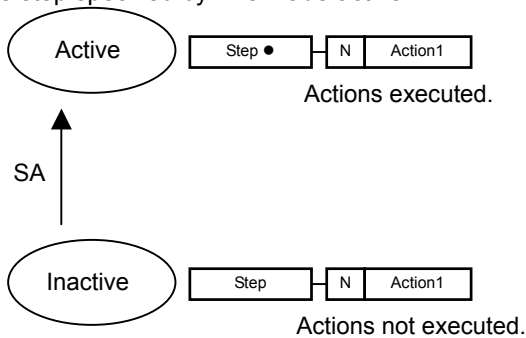 Active
Step ● N Action1
Actions executed.
SA
Inactive
Step N Action1
Actions not executed.